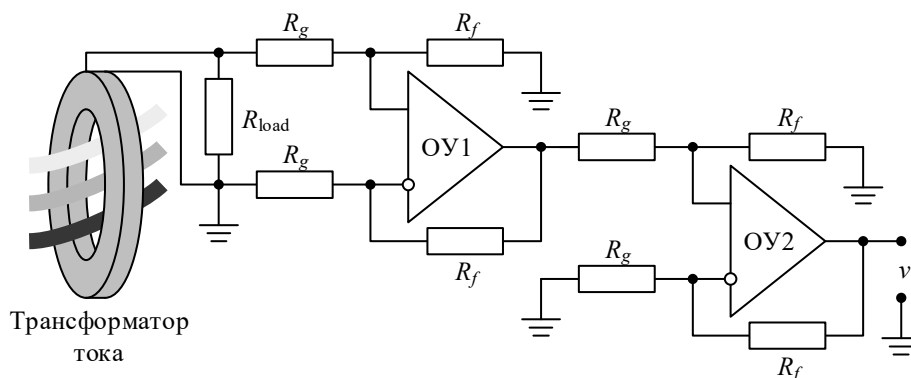 R_g
R_f
R_load
ОУ1
R_g
R_g
R_f
R_f
ОУ2
R_g
v
R_f
Трансформатор
тока